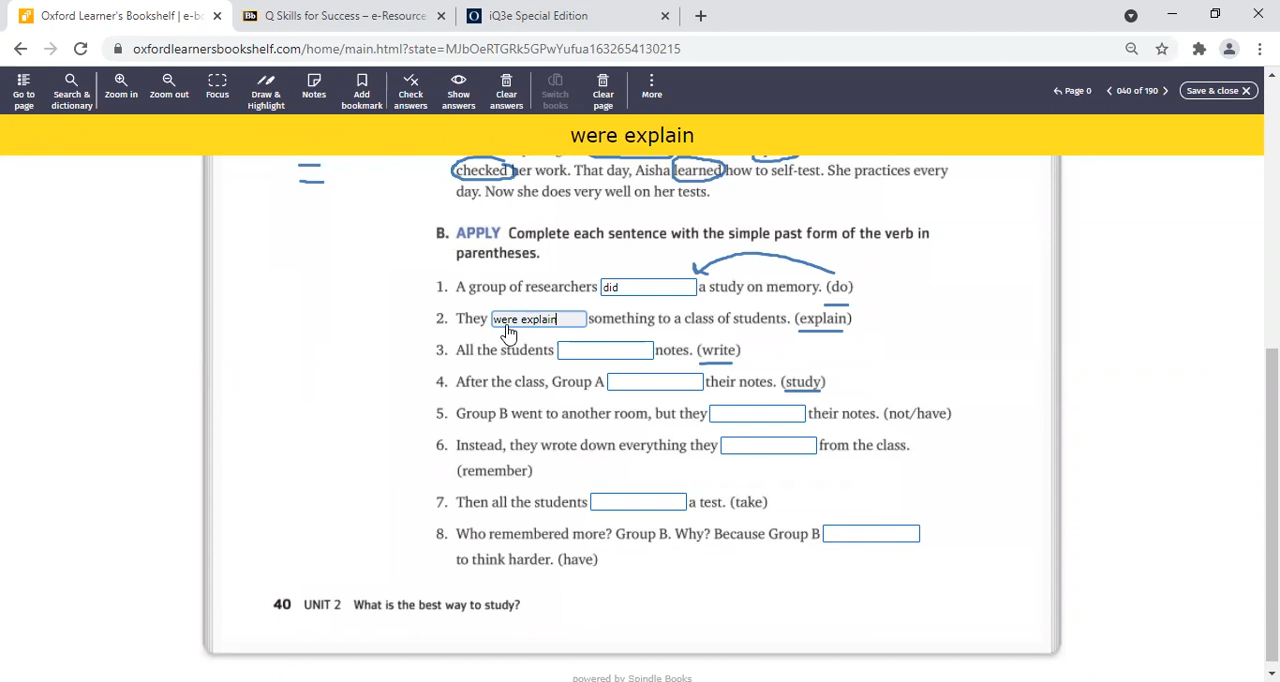 Oxford Learner's Bookshelf | e-bo
Q Skills for Success – e-Resource
iQ3e Special Edition
oxfordlearnersbookshelf.com/home/main.html?state=MJbOeRTGRk5GPwYufua1632654130215
Go to page
Search & dictionary
Zoom in
Zoom out
Focus
Draw & Highlight
Notes
Add bookmark
Check answers
Show answers
Clear answers
Switch books
Clear page
More
Page 0
040 of 190
Save & close X
were explain
checked her work. That day, Aisha learned how to self-test. She practices every
day. Now she does very well on her tests.
B. APPLY Complete each sentence with the simple past form of the verb in
parentheses.
1. A group of researchers did a study on memory. (do)
2. They were explain something to a class of students. (explain)
3. All the students notes. (write)
4. After the class, Group A their notes. (study)
5. Group B went to another room, but they their notes. (not/have)
6. Instead, they wrote down everything they from the class.
(remember)
7. Then all the students a test. (take)
8. Who remembered more? Group B. Why? Because Group B
to think harder. (have)
40 UNIT 2 What is the best way to study?
powered by Spindle Books